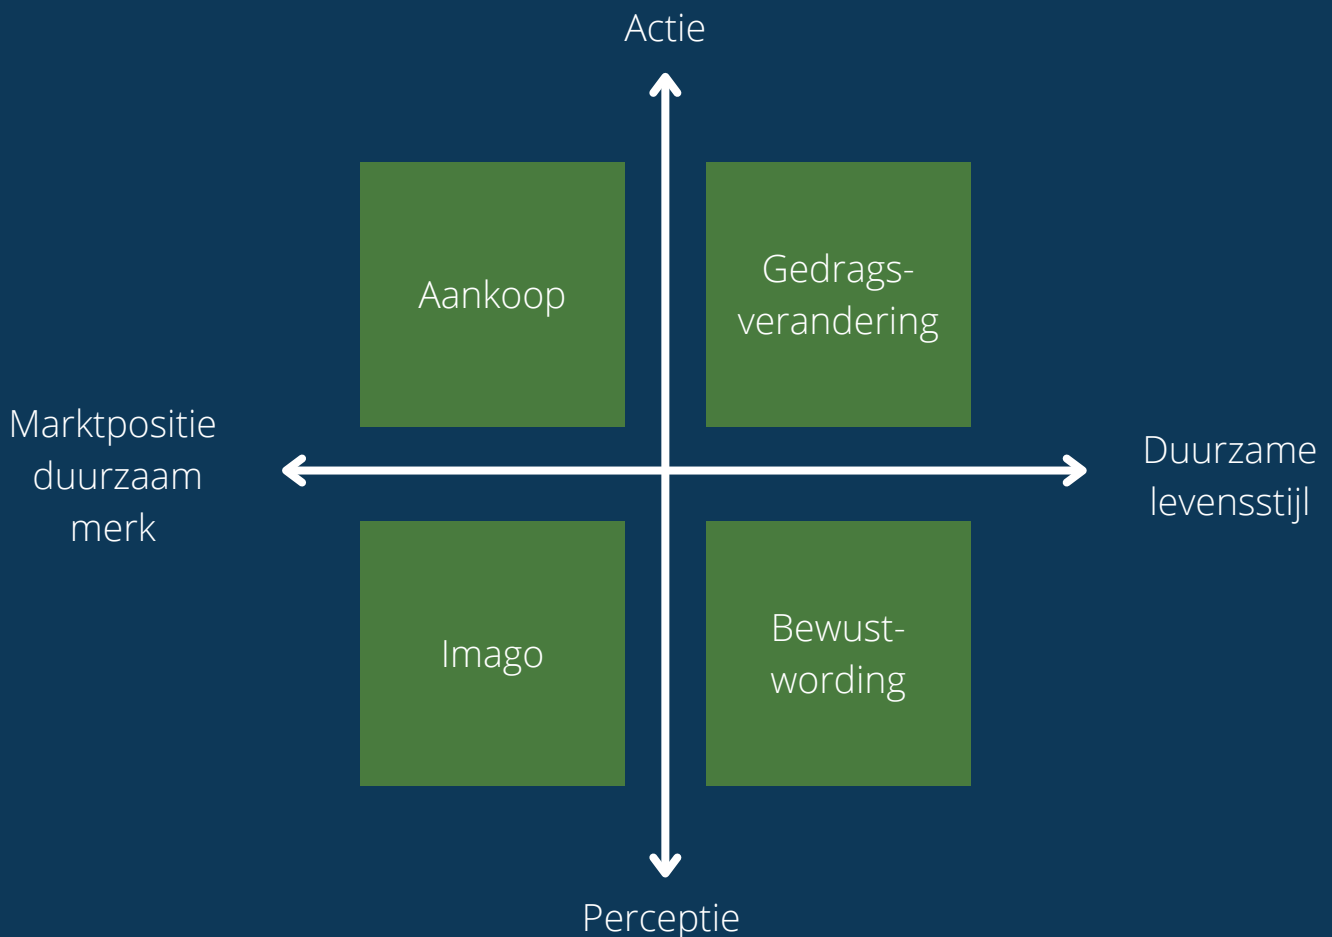 Actie
Aankoop
Gedrags-
verandering
Marktpositie
duurzaam
merk
Duurzame
levensstijl
Imago
Bewust-
wording
Perceptie